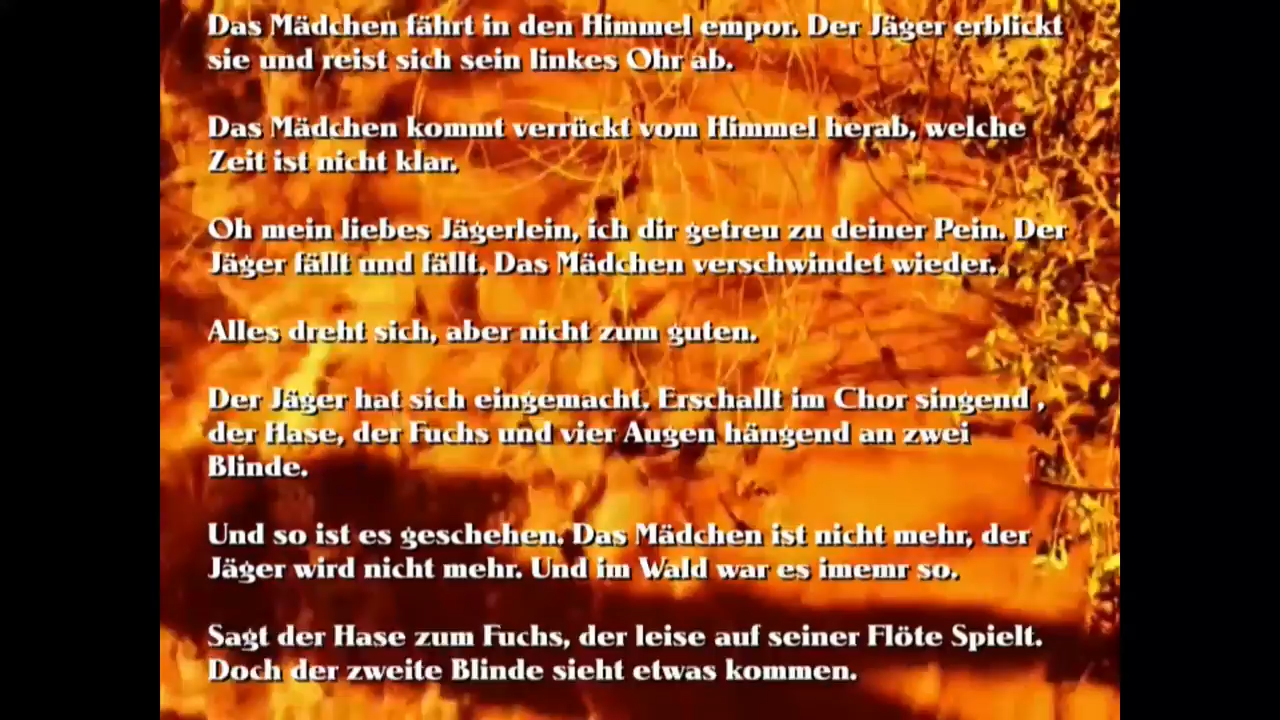 Das Mädchen fährt in den Himmel empor. Der Jäger erblickt
sie und reist sich sein linkes Ohr ab.
Das Mädchen kommt verrückt vom Himmel herab, welche
Zeit ist nicht klar.
Oh mein liebes Jägerlein, ich dir getreu zu deiner Pein. Der
Jäger fällt und fällt. Das Mädchen verschwindet wieder.
Alles dreht sich, aber nicht zum guten.
Der Jäger hat sich eingemacht. Erschallt im Chor singend ,
der Hase, der Fuchs und vier Augen hängend an zwei
Blinde.
Und so ist es geschehen. Das Mädchen ist nicht mehr, der
Jäger wird nicht mehr. Und im Wald war es imemr so.
Sagt der Hase zum Fuchs, der leise auf seiner Flöte Spielt.
Doch der zweite Blinde sieht etwas kommen.